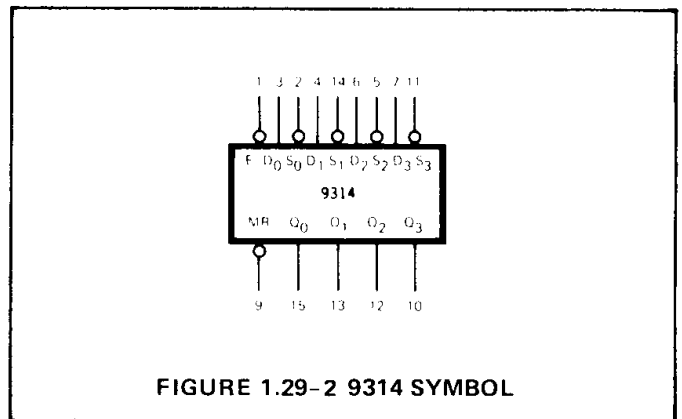 1 3 2 4 14 6 5 7 11
E D0 S0 D1 S1 D2 S2 D3 S3
9314
MR Q0 Q1 Q2 Q3
9 15 13 12 10
FIGURE 1.29-2 9314 SYMBOL